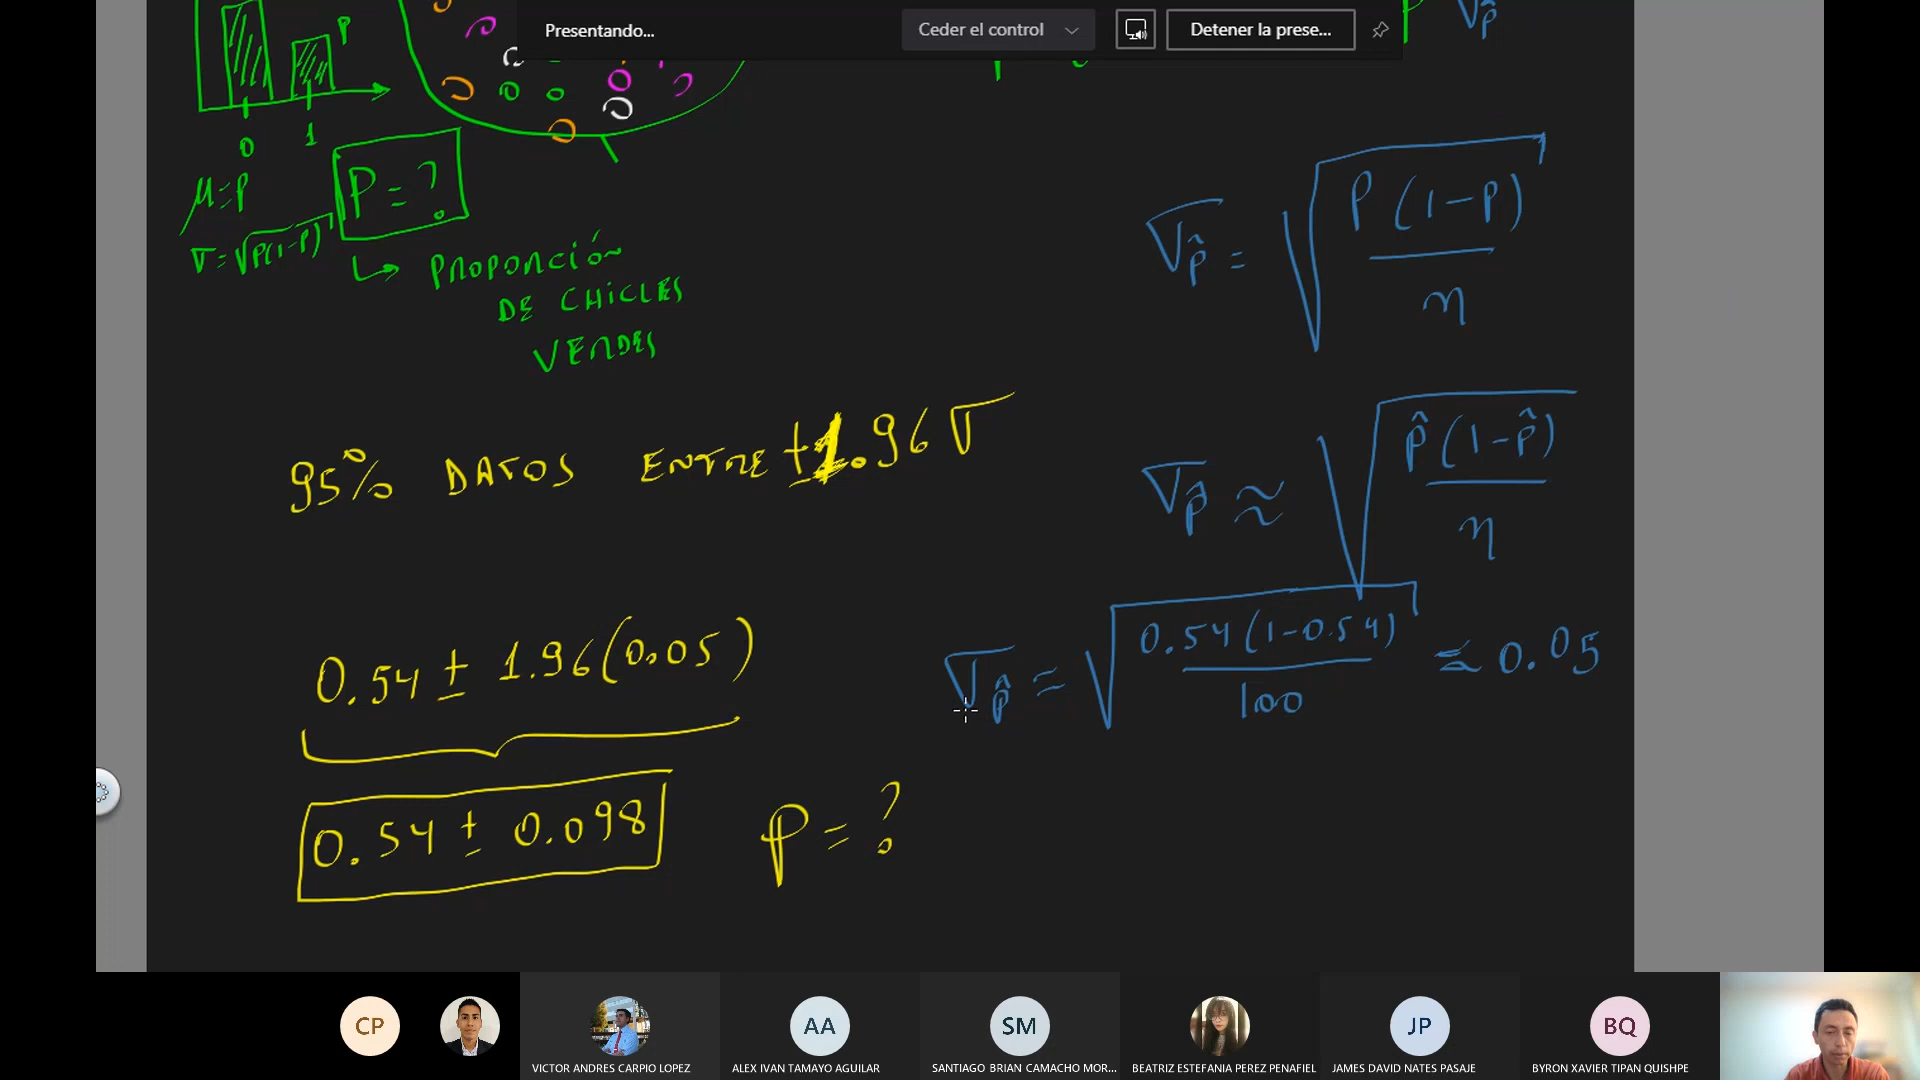 Presentando...
Ceder el control
Detener la prese...
P
σp̂
0
1
μ=P
P=?
σ=√P(1-P)
PROPORCIÓN
DE CHICLES
VERDES
σp̂ = √P(1-P)/n
95% DATOS ENTRE ±1.96σ
σp̂ ≈ √p̂(1-p̂)/n
0.54 ± 1.96(0.05)
σp̂ ≈ √0.54(1-0.54)/100 ≈ 0.05
0.54 ± 0.098
P=?
CP
AA
SM
JP
BQ
VICTOR ANDRES CARPIO LOPEZ
ALEX IVAN TAMAYO AGUILAR
SANTIAGO BRIAN CAMACHO MOR...
BEATRIZ ESTEFANIA PEREZ PENAFIEL
JAMES DAVID NATES PASAJE
BYRON XAVIER TIPAN QUISHPE